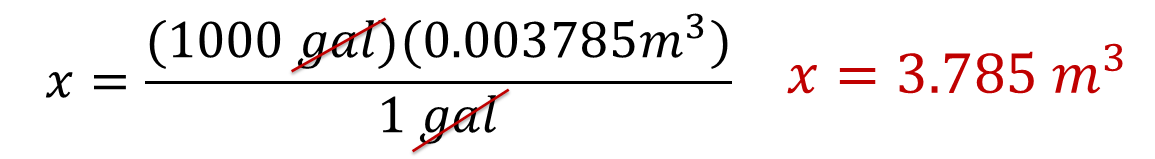 x = (1000 gal)(0.003785m³) / 1 gal x = 3.785 m³